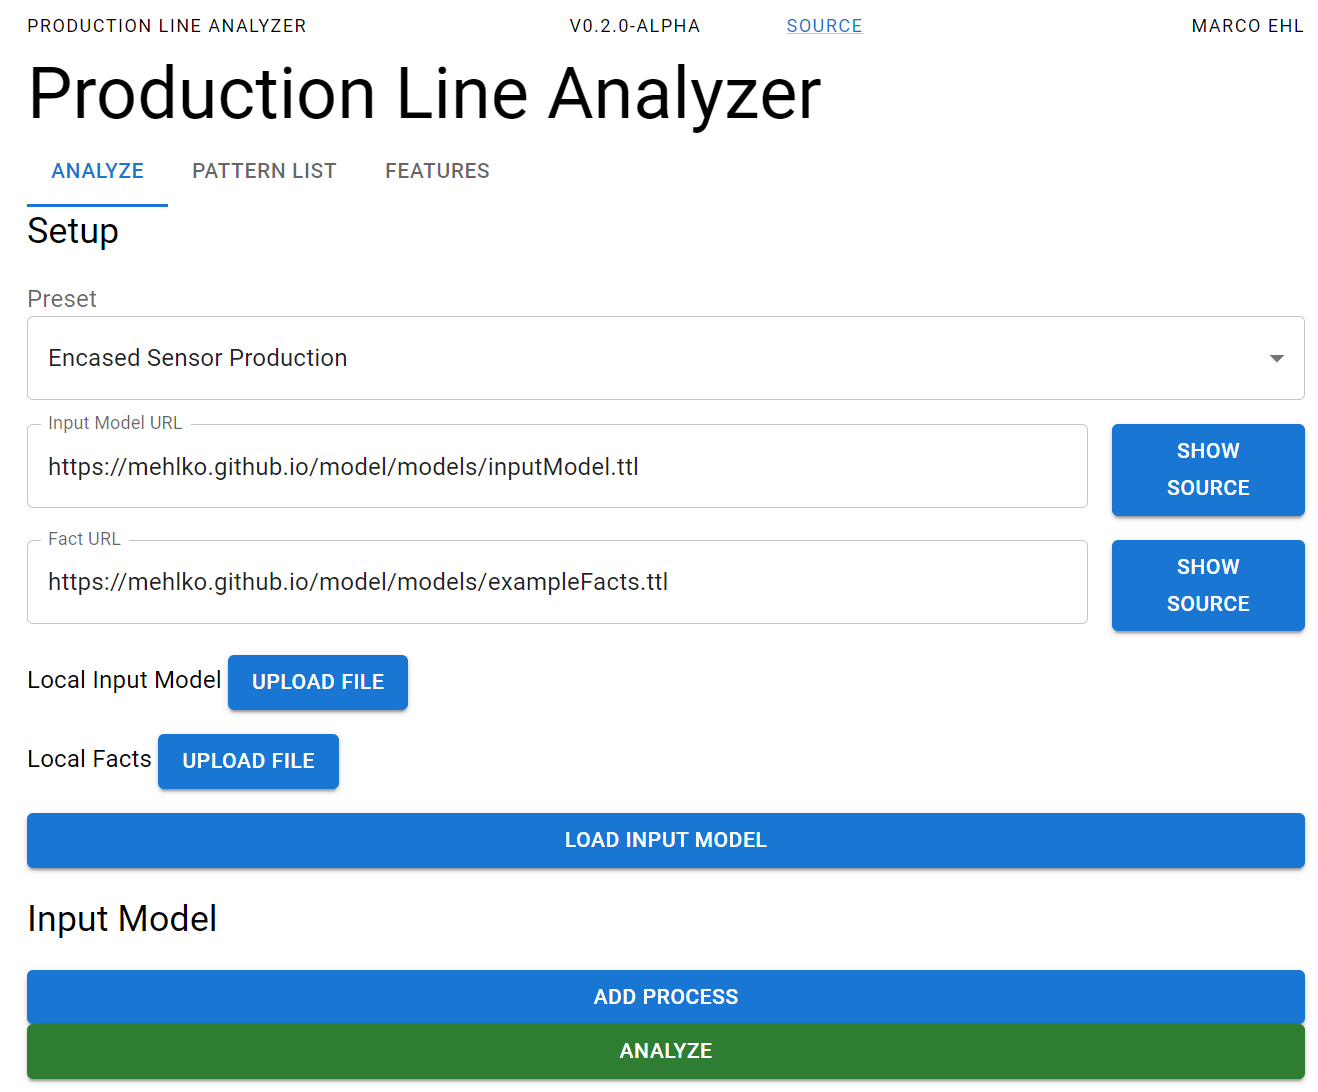 PRODUCTION LINE ANALYZER V0.2.0-ALPHA SOURCE MARCO EHL
Production Line Analyzer
ANALYZE PATTERN LIST FEATURES
Setup
Preset
Encased Sensor Production
Input Model URL
https://mehlko.github.io/model/models/inputModel.ttl
SHOW
SOURCE
Fact URL
https://mehlko.github.io/model/models/exampleFacts.ttl
SHOW
SOURCE
Local Input Model UPLOAD FILE
Local Facts UPLOAD FILE
LOAD INPUT MODEL
Input Model
ADD PROCESS
ANALYZE